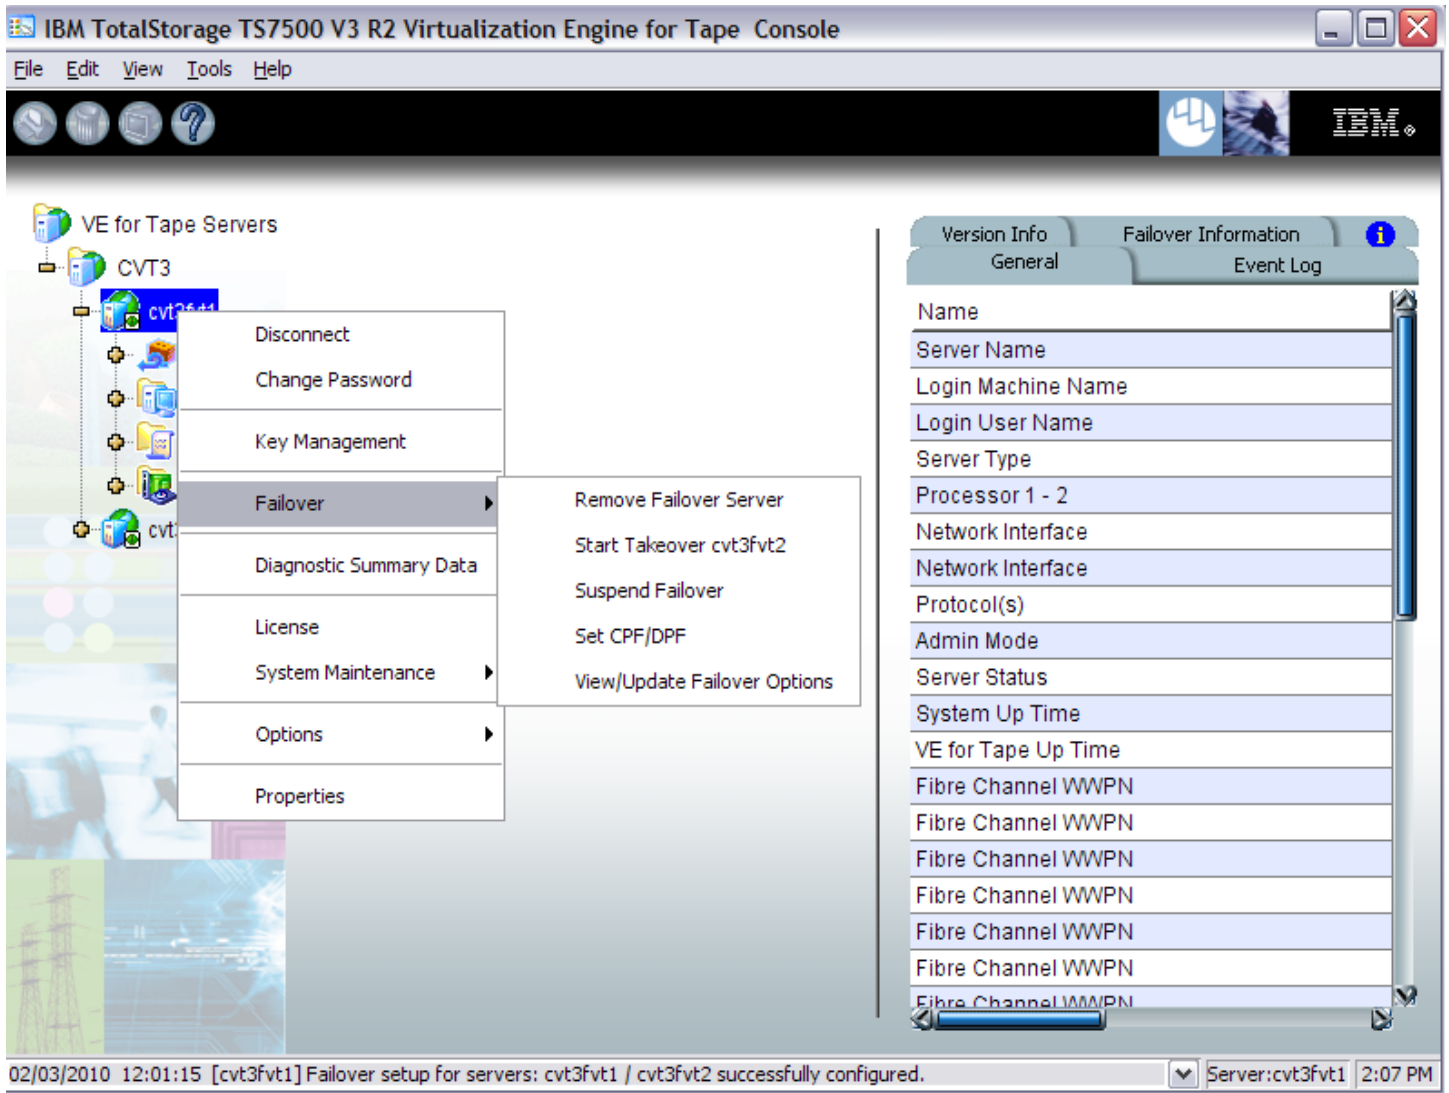 IBM TotalStorage TS7500 V3 R2 Virtualization Engine for Tape Console
File Edit View Tools Help
IBM
VE for Tape Servers
CVT3
cvt3fvt1
Disconnect
Change Password
Key Management
Failover
Diagnostic Summary Data
License
System Maintenance
Options
Properties
Remove Failover Server
Start Takeover cvt3fvt2
Suspend Failover
Set CPF/DPF
View/Update Failover Options
Version Info
Failover Information
General
Event Log
Name
Server Name
Login Machine Name
Login User Name
Server Type
Processor 1 - 2
Network Interface
Network Interface
Protocol(s)
Admin Mode
Server Status
System Up Time
VE for Tape Up Time
Fibre Channel WWPN
Fibre Channel WWPN
Fibre Channel WWPN
Fibre Channel WWPN
Fibre Channel WWPN
Fibre Channel WWPN
Fibre Channel WWPN
02/03/2010 12:01:15 [cvt3fvt1] Failover setup for servers: cvt3fvt1 / cvt3fvt2 successfully configured.
Server:cvt3fvt1
2:07 PM